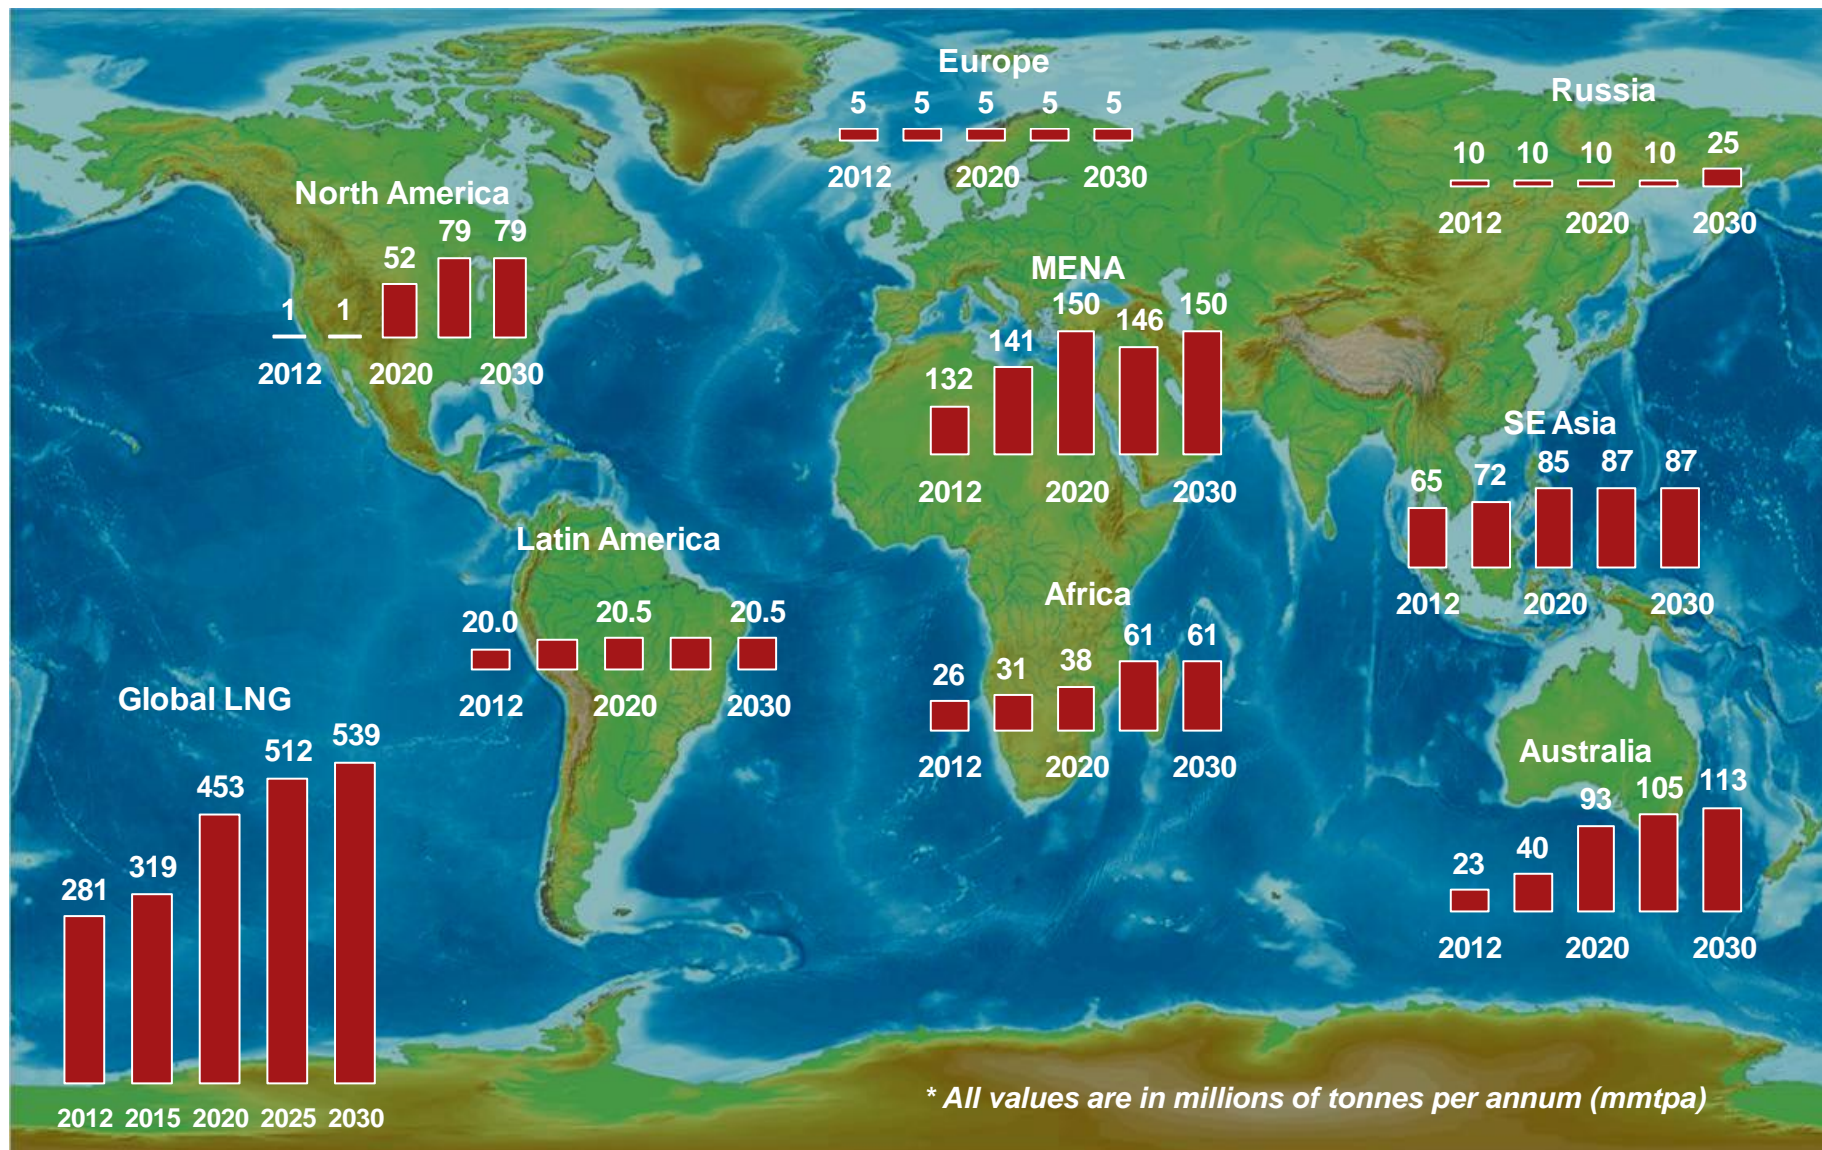 Europe
5 5 5 5 5
2012 2020 2030
Russia
10 10 10 10 25
2012 2020 2030
North America
1 1 52 79 79
2012 2020 2030
MENA
132 141 150 146 150
2012 2020 2030
SE Asia
65 72 85 87 87
2012 2020 2030
Latin America
20.0 20.5 20.5
2012 2020 2030
Africa
26 31 38 61 61
2012 2020 2030
Global LNG
281 319 453 512 539
2012 2015 2020 2025 2030
Australia
23 40 93 105 113
2012 2020 2030
* All values are in millions of tonnes per annum (mmtpa)